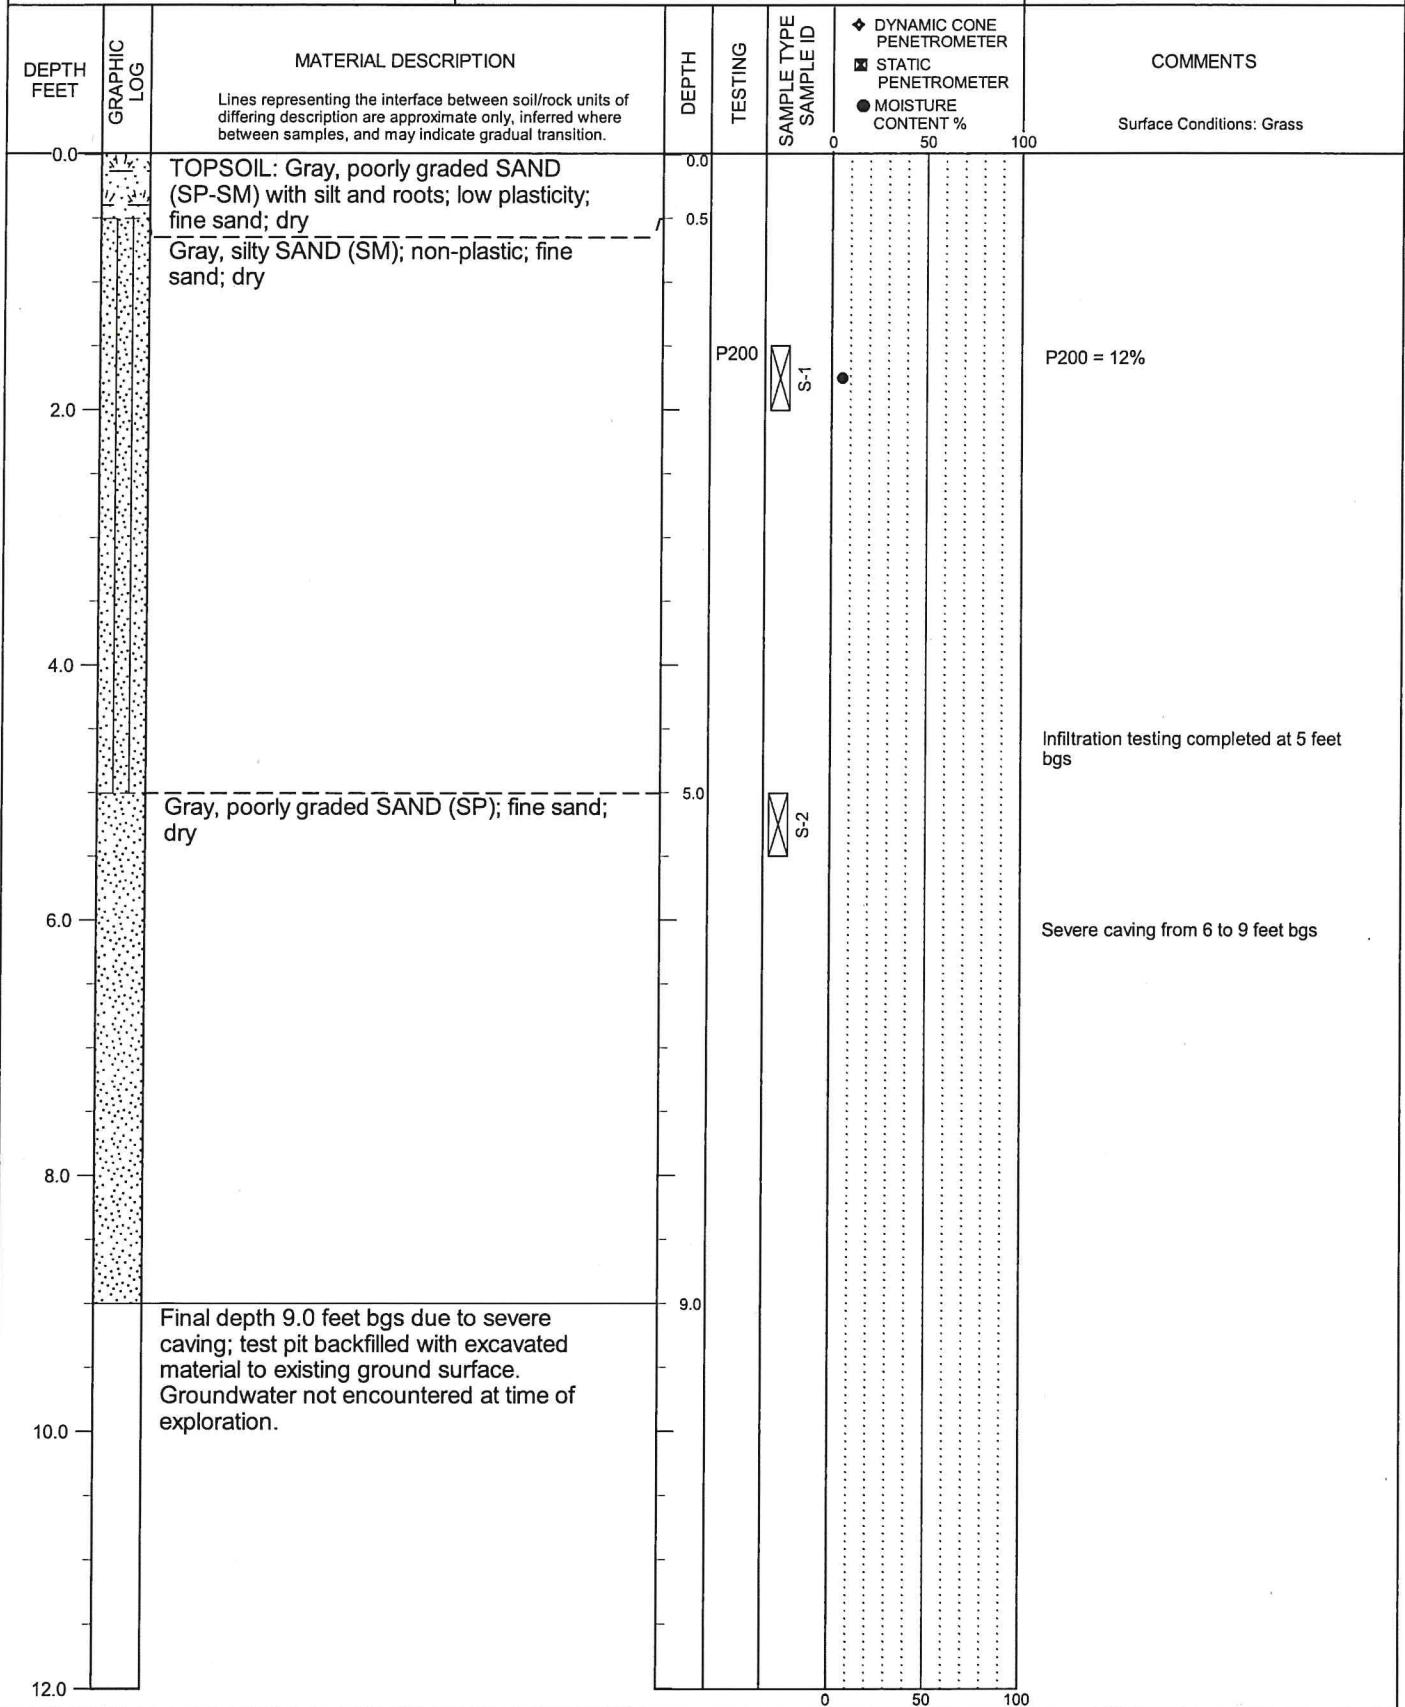 DEPTH
FEET
GRAPHIC
LOG
MATERIAL DESCRIPTION
Lines representing the interface between soil/rock units of
differing description are approximate only, inferred where
between samples, and may indicate gradual transition.
DEPTH
TESTING
SAMPLE TYPE
SAMPLE ID
DYNAMIC CONE
PENETROMETER
STATIC
PENETROMETER
MOISTURE
CONTENT %
0 50 100
COMMENTS
Surface Conditions: Grass
0.0
TOPSOIL: Gray, poorly graded SAND
(SP-SM) with silt and roots; low plasticity;
fine sand; dry
0.0
0.5
Gray, silty SAND (SM); non-plastic; fine
sand; dry
P200
S-1
P200 = 12%
2.0
4.0
Infiltration testing completed at 5 feet
bgs
5.0
Gray, poorly graded SAND (SP); fine sand;
dry
S-2
6.0
Severe caving from 6 to 9 feet bgs
8.0
9.0
Final depth 9.0 feet bgs due to severe
caving; test pit backfilled with excavated
material to existing ground surface.
Groundwater not encountered at time of
exploration.
10.0
12.0
0 50 100